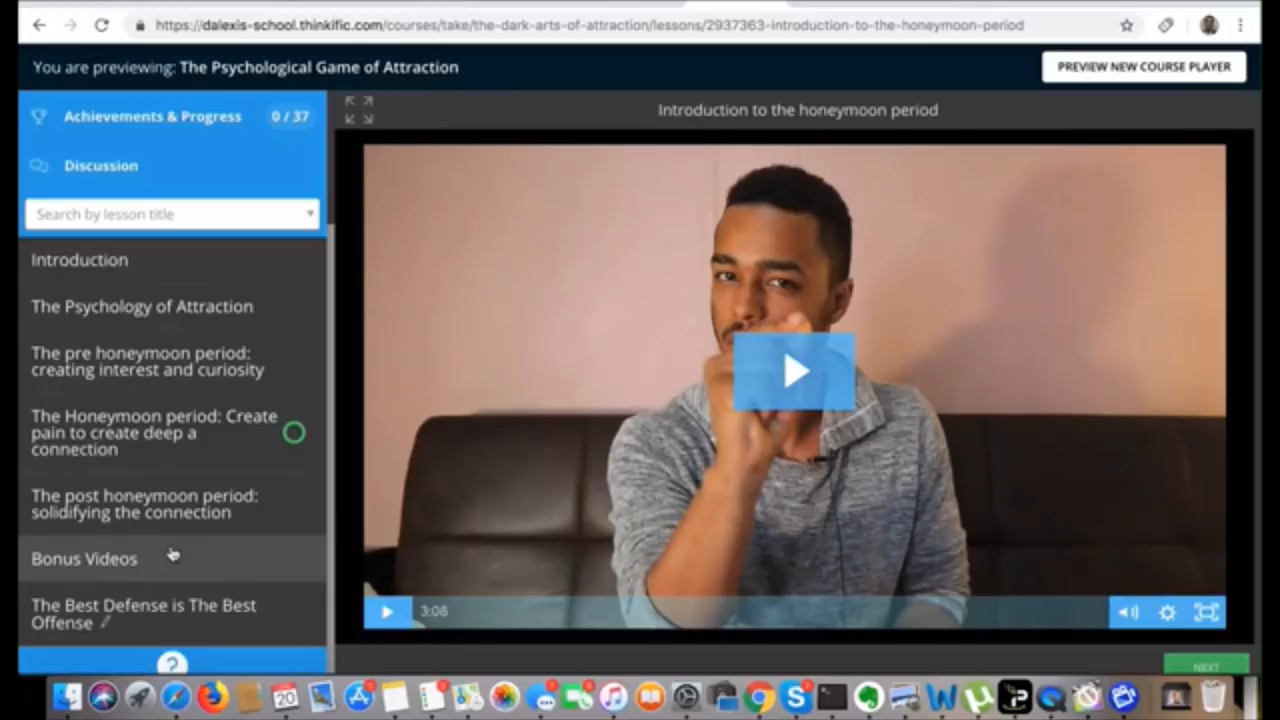 https://dalexis-school.thinkific.com/courses/take/the-dark-arts-of-attraction/lessons/2937363-introduction-to-the-honeymoon-period
You are previewing: The Psychological Game of Attraction
PREVIEW NEW COURSE PLAYER
Achievements & Progress 0 / 37
Discussion
Search by lesson title
Introduction
The Psychology of Attraction
The pre honeymoon period:
creating interest and curiosity
The Honeymoon period: Create
pain to create deep a
connection
The post honeymoon period:
solidifying the connection
Bonus Videos
The Best Defense is The Best
Offense
?
Introduction to the honeymoon period
3:08
NEXT
20